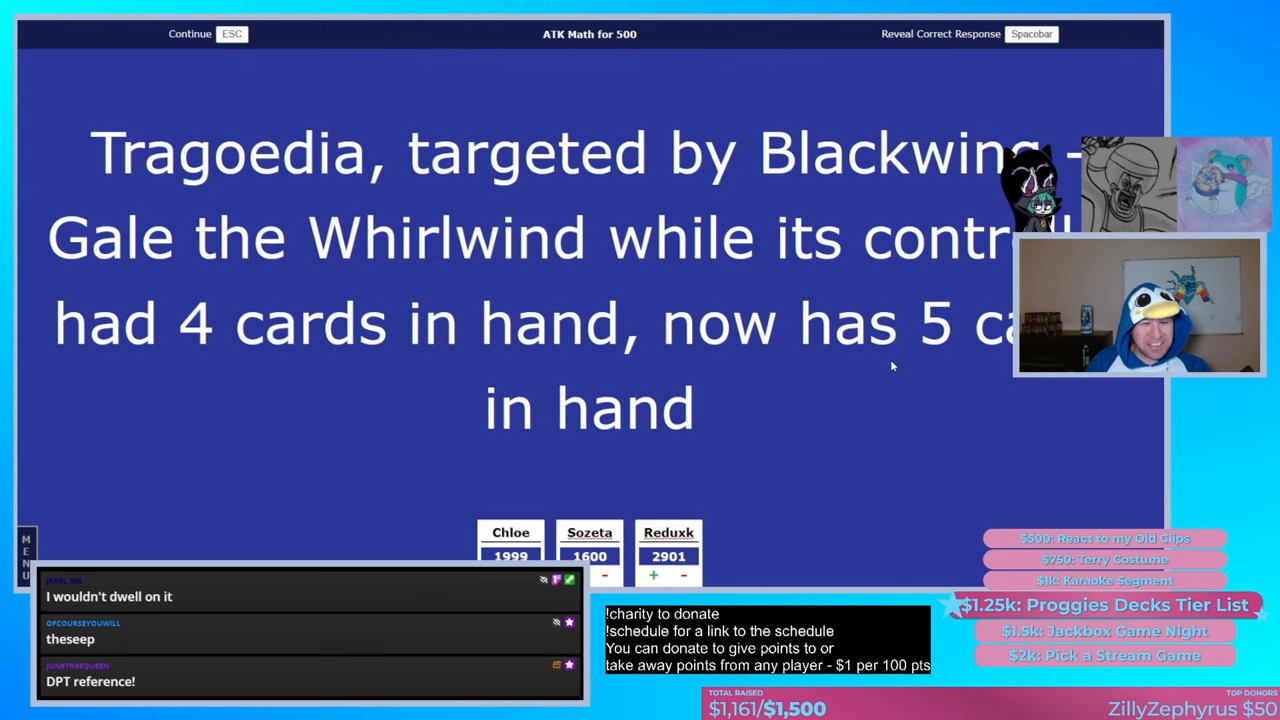 Continue ESC
ATK Math for 500
Reveal Correct Response Spacebar
Tragoedia, targeted by Blackwing -
Gale the Whirlwind while its
had 4 cards in hand, now has 5
in hand
MENU
Chloe
1999
Sozeta
1600
-
Reduxk
2901
+ -
I wouldn't dwell on it
OFCOURSEYOUWILL
theseep
JUNETHEQUEEN
DPT reference!
!charity to donate
!schedule for a link to the schedule
You can donate to give points to or
take away points from any player - $1 per 100 pts
$500: React to my Old Clips
$750: Terry Costume
$1k: Karaoke Segment
$1.25k: Proggies Decks Tier List
$1.5k: Jackbox Game Night
$2k: Pick a Stream Game
TOTAL RAISED
$1,161/$1,500
TOP DONORS
ZillyZephyrus $50